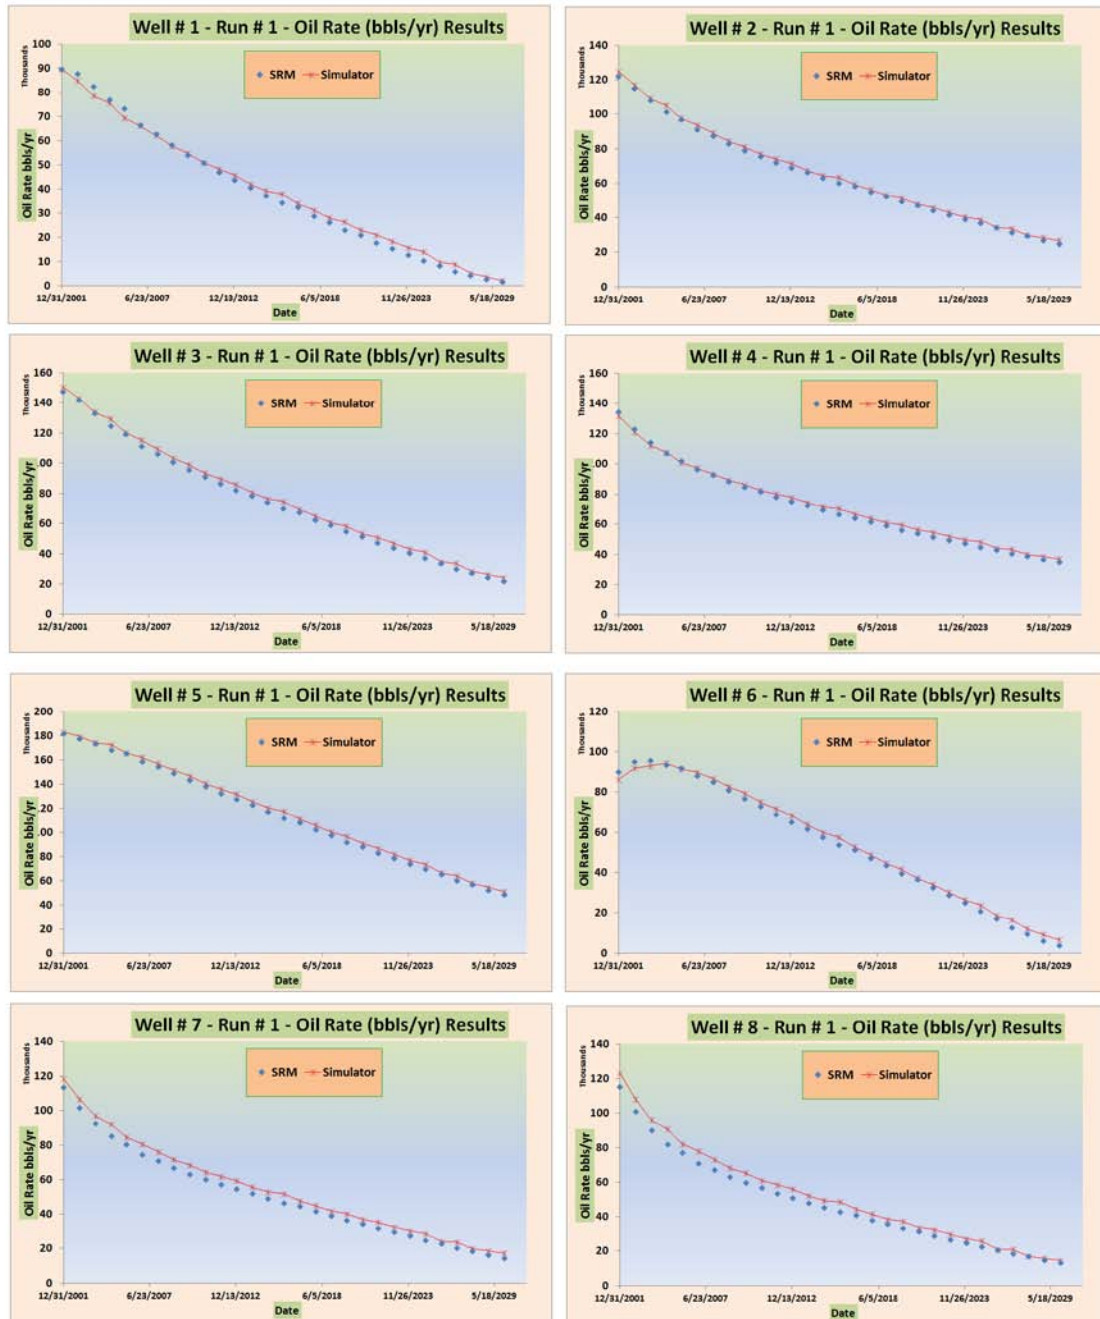 Well # 1 - Run # 1 - Oil Rate (bbls/yr) Results
Thousands
Oil Rate bbls/yr
100
90
80
70
60
50
40
30
20
10
0
SRM Simulator
12/31/2001 6/23/2007 12/13/2012 6/5/2018 11/26/2023 5/18/2029
Date
Well # 2 - Run # 1 - Oil Rate (bbls/yr) Results
Thousands
Oil Rate bbls/yr
140
120
100
80
60
40
20
0
SRM Simulator
12/31/2001 6/23/2007 12/13/2012 6/5/2018 11/26/2023 5/18/2029
Date
Well # 3 - Run # 1 - Oil Rate (bbls/yr) Results
Thousands
Oil Rate bbls/yr
160
140
120
100
80
60
40
20
0
SRM Simulator
12/31/2001 6/23/2007 12/13/2012 6/5/2018 11/26/2023 5/18/2029
Date
Well # 4 - Run # 1 - Oil Rate (bbls/yr) Results
Thousands
Oil Rate bbls/yr
160
140
120
100
80
60
40
20
0
SRM Simulator
12/31/2001 6/23/2007 12/13/2012 6/5/2018 11/26/2023 5/18/2029
Date
Well # 5 - Run # 1 - Oil Rate (bbls/yr) Results
Thousands
Oil Rate bbls/yr
200
180
160
140
120
100
80
60
40
20
0
SRM Simulator
12/31/2001 6/23/2007 12/13/2012 6/5/2018 11/26/2023 5/18/2029
Date
Well # 6 - Run # 1 - Oil Rate (bbls/yr) Results
Thousands
Oil Rate bbls/yr
120
100
80
60
40
20
0
SRM Simulator
12/31/2001 6/23/2007 12/13/2012 6/5/2018 11/26/2023 5/18/2029
Date
Well # 7 - Run # 1 - Oil Rate (bbls/yr) Results
Thousands
Oil Rate bbls/yr
140
120
100
80
60
40
20
0
SRM Simulator
12/31/2001 6/23/2007 12/13/2012 6/5/2018 11/26/2023 5/18/2029
Date
Well # 8 - Run # 1 - Oil Rate (bbls/yr) Results
Thousands
Oil Rate bbls/yr
140
120
100
80
60
40
20
0
SRM Simulator
12/31/2001 6/23/2007 12/13/2012 6/5/2018 11/26/2023 5/18/2029
Date